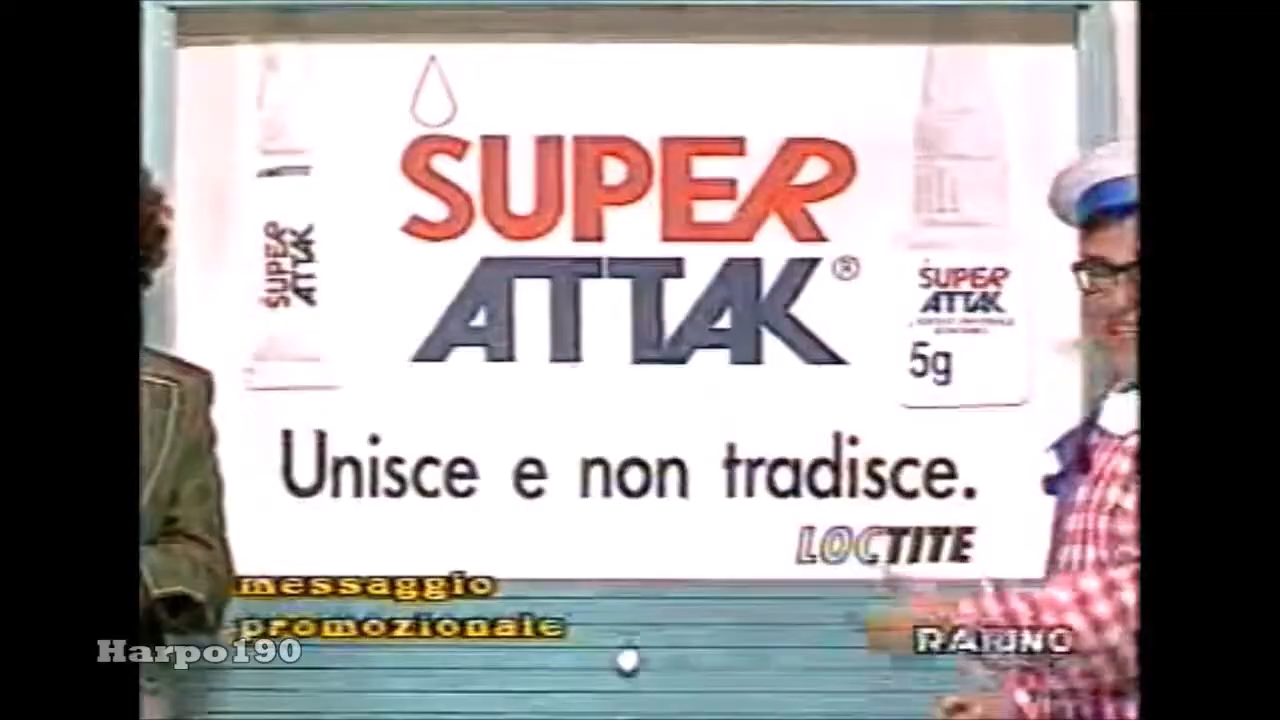 SUPER
ATTAK®
SUPER
ATTAK
SUPER
ATTAK
5g
Unisce e non tradisce.
LOCTITE
messaggio
promozionale
Harpo190
RAIUNO